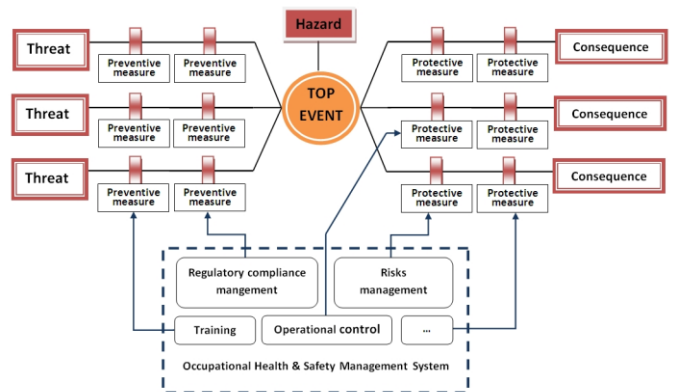 Hazard
Threat
Preventive
measure
Preventive
measure
TOP
EVENT
Protective
measure
Protective
measure
Consequence
Threat
Preventive
measure
Preventive
measure
Protective
measure
Protective
measure
Consequence
Threat
Preventive
measure
Preventive
measure
Protective
measure
Protective
measure
Consequence
Regulatory compliance
mangement
Risks
management
Training
Operational control
...
Occupational Health & Safety Management System